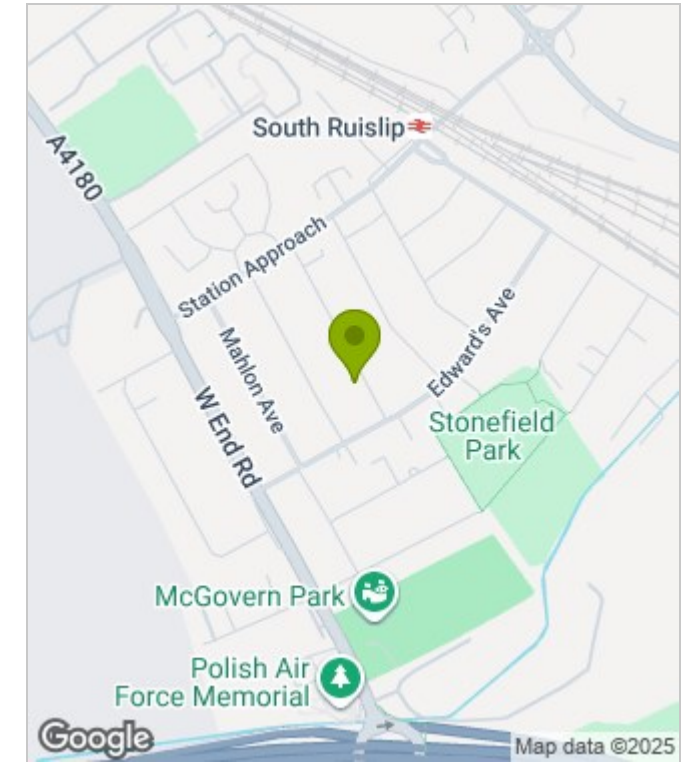 South Ruislip
A4180
Station Approach
Mahlon Ave
Edward's Ave
W End Rd
Stonefield
Park
McGovern Park
Polish Air
Force Memorial
Google
Map data ©2025